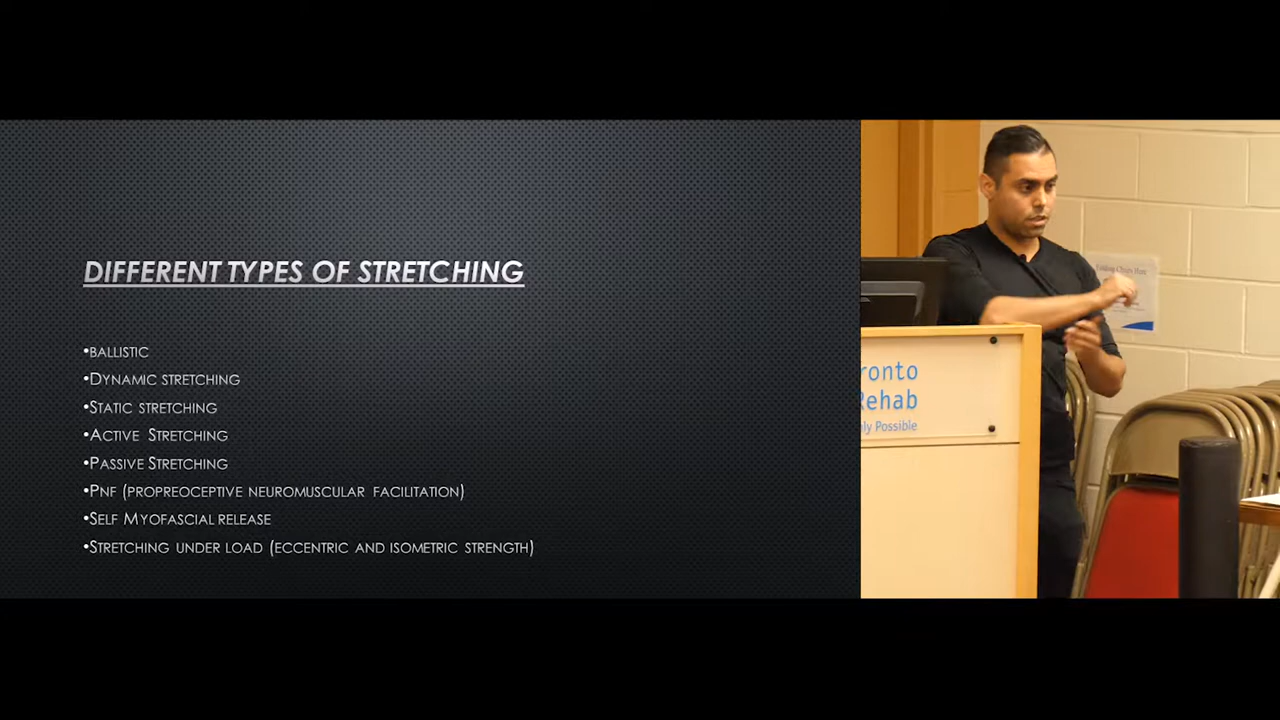 DIFFERENT TYPES OF STRETCHING
•BALLISTIC
•DYNAMIC STRETCHING
•STATIC STRETCHING
•ACTIVE STRETCHING
•PASSIVE STRETCHING
•PNF (PROPREOCEPTIVE NEUROMUSCULAR FACILITATION)
•SELF MYOFASCIAL RELEASE
•STRETCHING UNDER LOAD (ECCENTRIC AND ISOMETRIC STRENGTH)
ronto
Rehab
Possible